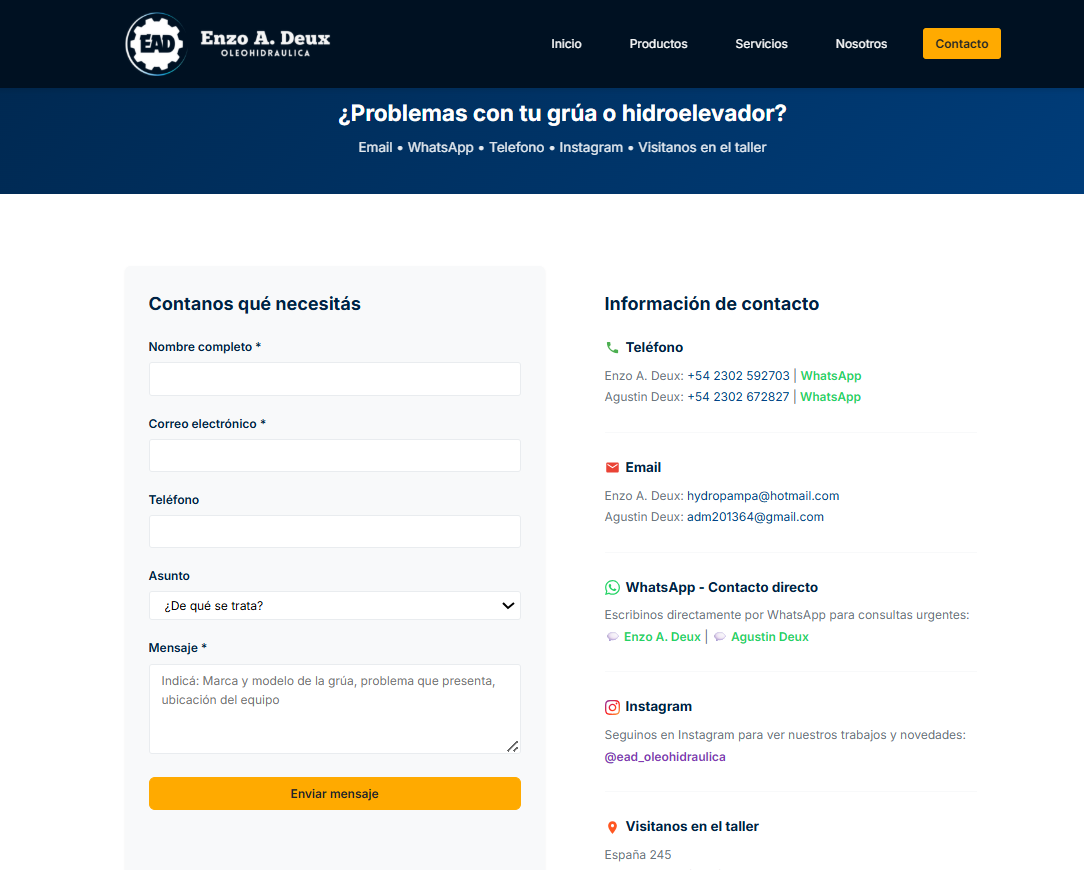 EAD
Enzo A. Deux
OLEOHIDRAULICA
Inicio
Productos
Servicios
Nosotros
Contacto
¿Problemas con tu grúa o hidroelevador?
Email • WhatsApp • Telefono • Instagram • Visitanos en el taller
Contanos qué necesitás
Nombre completo *
Correo electrónico *
Teléfono
Asunto
¿De qué se trata?
Mensaje *
Indicá: Marca y modelo de la grúa, problema que presenta,
ubicación del equipo
Enviar mensaje
Información de contacto
Teléfono
Enzo A. Deux: +54 2302 592703 | WhatsApp
Agustin Deux: +54 2302 672827 | WhatsApp
Email
Enzo A. Deux: hydropampa@hotmail.com
Agustin Deux: adm201364@gmail.com
WhatsApp - Contacto directo
Escribinos directamente por WhatsApp para consultas urgentes:
Enzo A. Deux | Agustin Deux
Instagram
Seguinos en Instagram para ver nuestros trabajos y novedades:
@ead_oleohidraulica
Visitanos en el taller
España 245